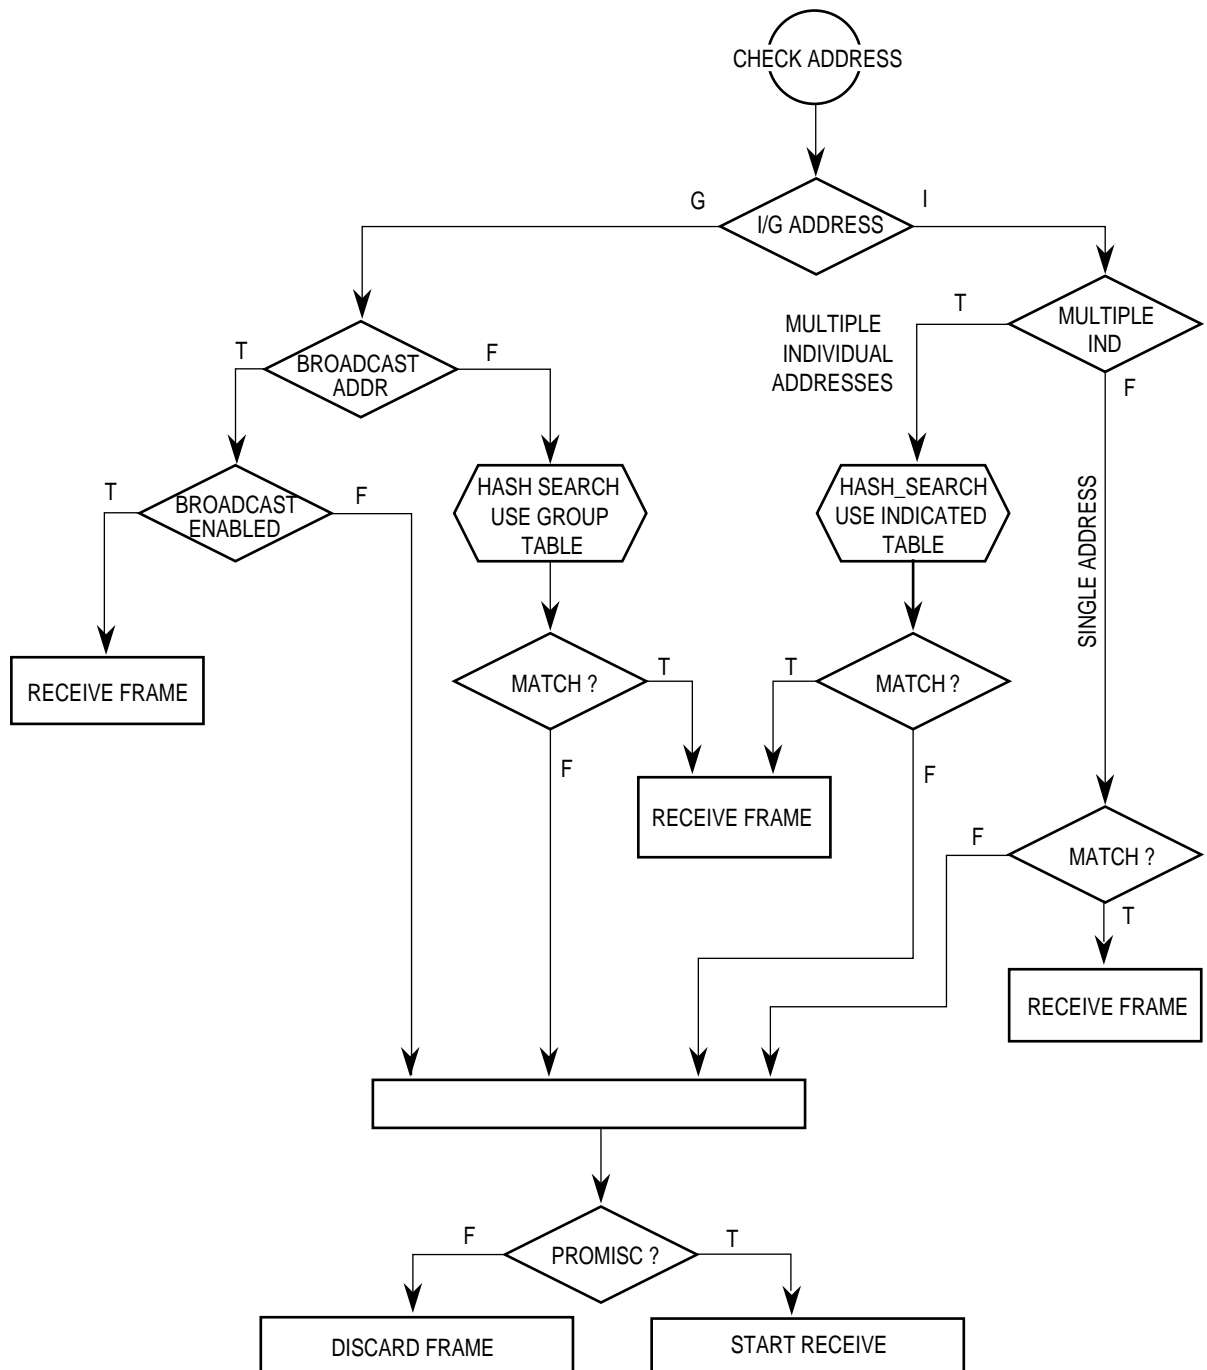 CHECK ADDRESS
G
I
I/G ADDRESS
T
MULTIPLE
IND
MULTIPLE
INDIVIDUAL
ADDRESSES
F
T
BROADCAST
ADDR
F
T
BROADCAST
ENABLED
F
HASH SEARCH
USE GROUP
TABLE
HASH_SEARCH
USE INDICATED
TABLE
SINGLE ADDRESS
RECEIVE FRAME
MATCH ?
T
T
MATCH ?
F
F
RECEIVE FRAME
F
MATCH ?
T
RECEIVE FRAME
F
PROMISC ?
T
DISCARD FRAME
START RECEIVE